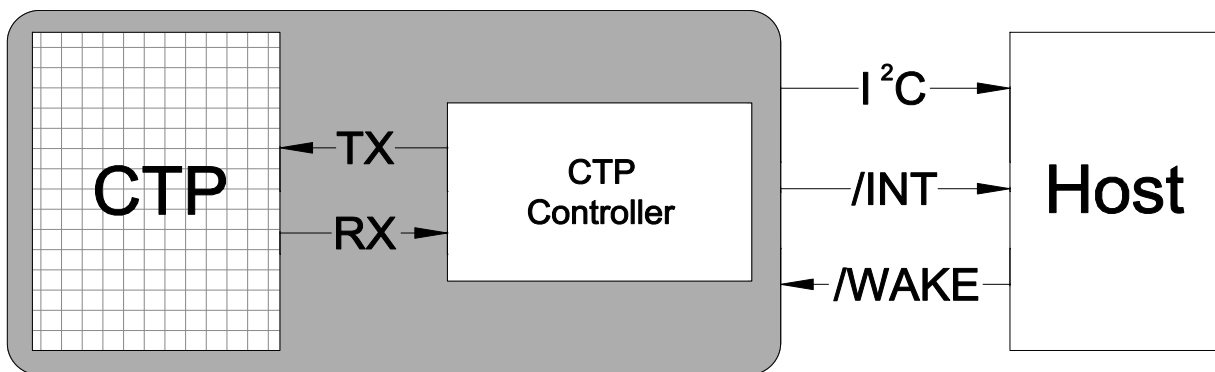 CTP
TX
RX
CTP
Controller
I²C
/INT
/WAKE
Host